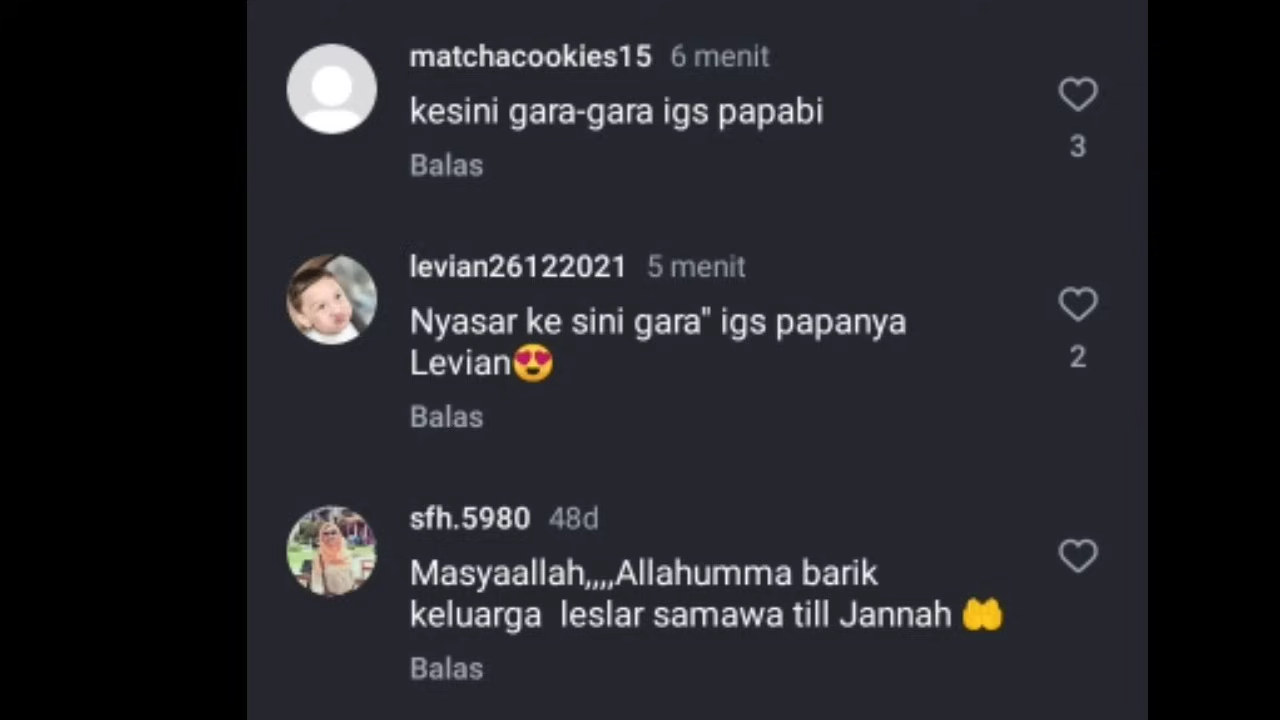 matchacookies15 6 menit
kesini gara-gara igs papabi
Balas
3
levian26122021 5 menit
Nyasar ke sini gara" igs papanya
Levian😍
Balas
2
sfh.5980 48d
Masyaallah,,,,Allahumma barik
keluarga  leslar samawa till Jannah 🤲
Balas